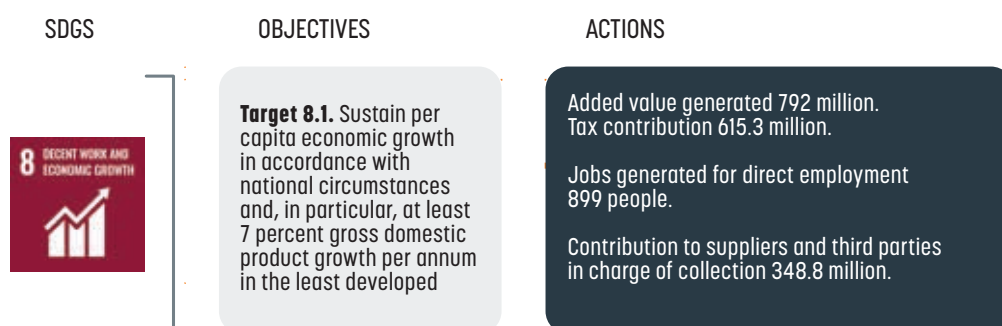 SDGS
OBJECTIVES
ACTIONS
8 DECENT WORK AND
ECONOMIC GROWTH
Target 8.1. Sustain per
capita economic growth
in accordance with
national circumstances
and, in particular, at least
7 percent gross domestic
product growth per annum
in the least developed
Added value generated 792 million.
Tax contribution 615.3 million.
Jobs generated for direct employment
899 people.
Contribution to suppliers and third parties
in charge of collection 348.8 million.